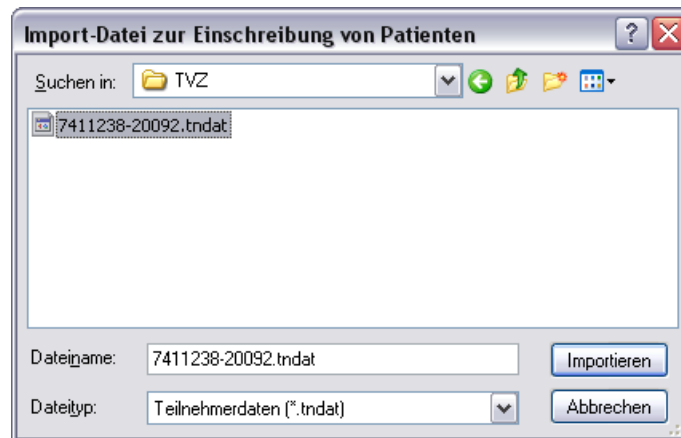 Import-Datei zur Einschreibung von Patienten
Suchen in: TVZ
7411238-20092.tndat
Dateiname: 7411238-20092.tndat Importieren
Dateityp: Teilnehmerdaten (*.tndat) Abbrechen